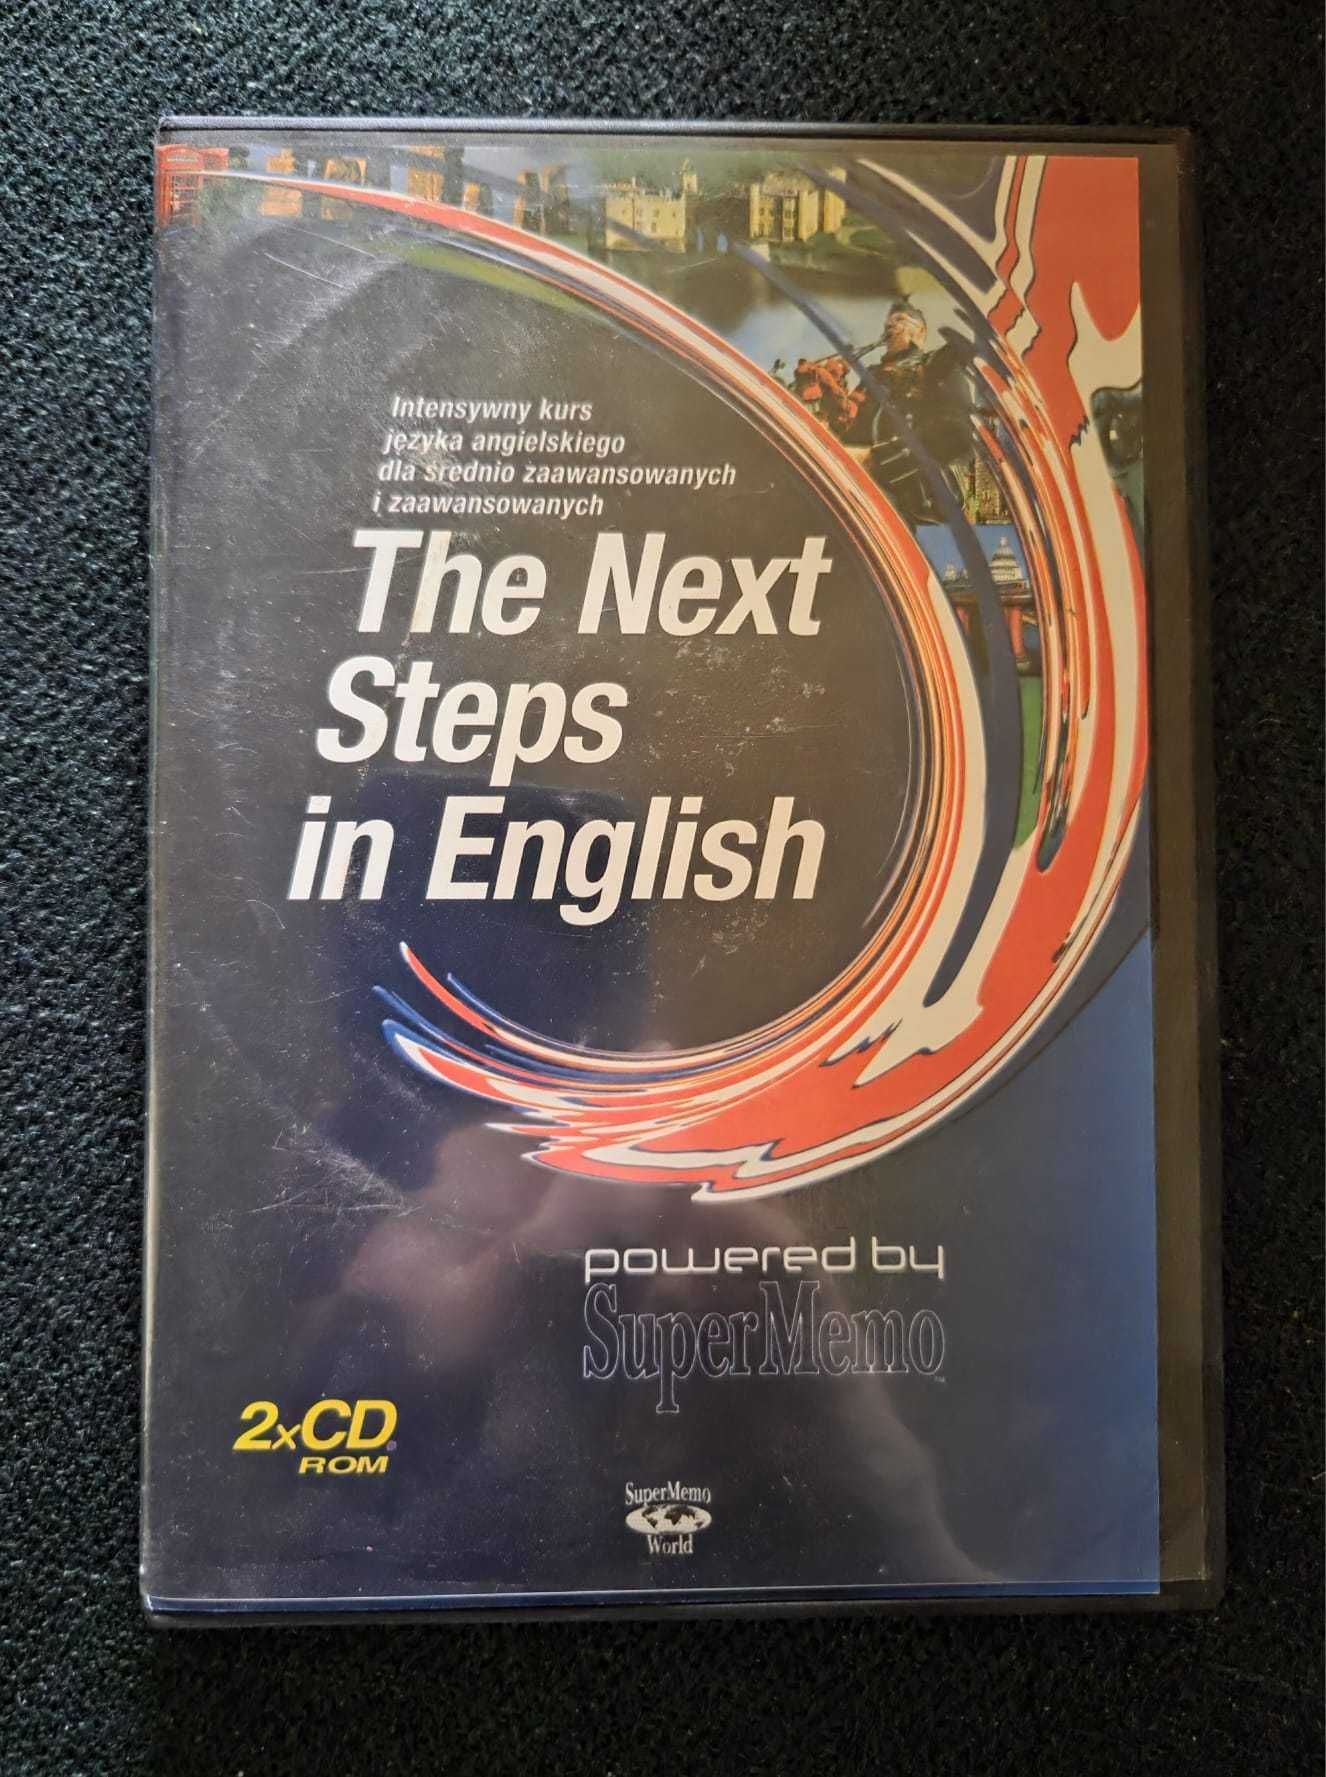 Intensywny kurs
języka angielskiego
dla średnio zaawansowanych
i zaawansowanych
The Next
Steps
in English
powered by
SuperMemo
2xCD
ROM
SuperMemo
World